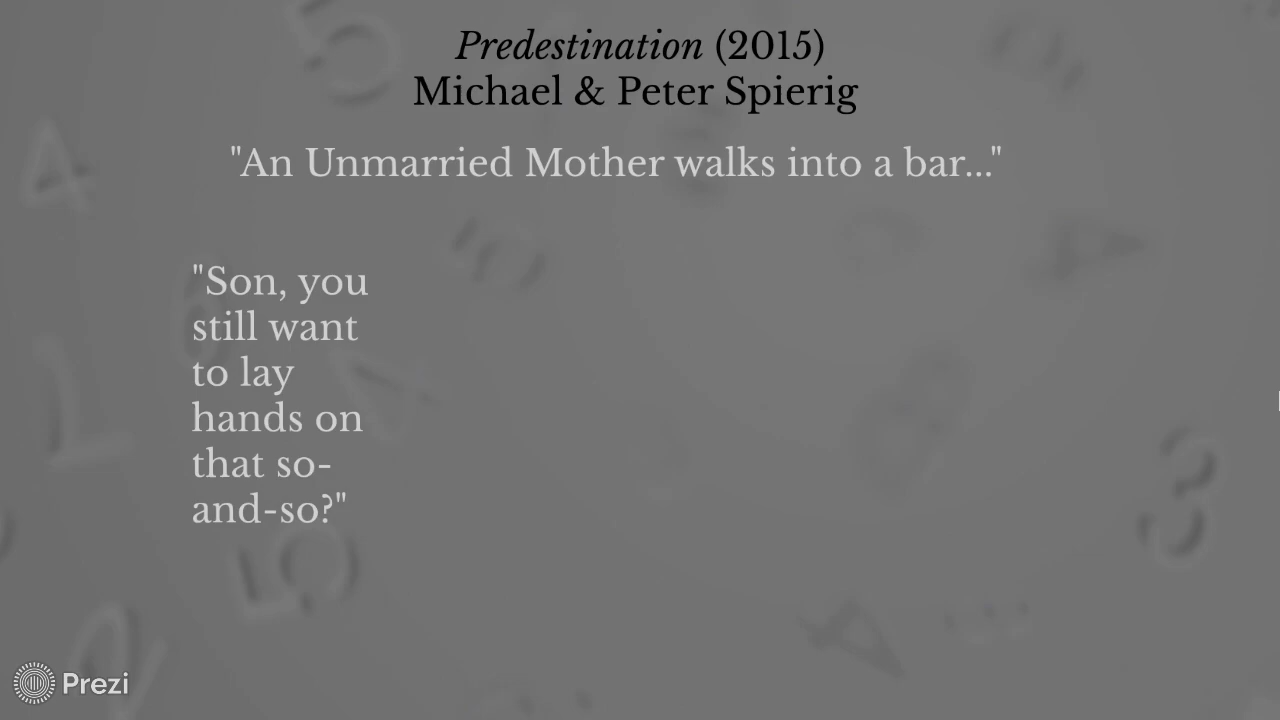 Predestination (2015)
Michael & Peter Spierig
"An Unmarried Mother walks into a bar..."
"Son, you
still want
to lay
hands on
that so-
and-so?"
Prezi